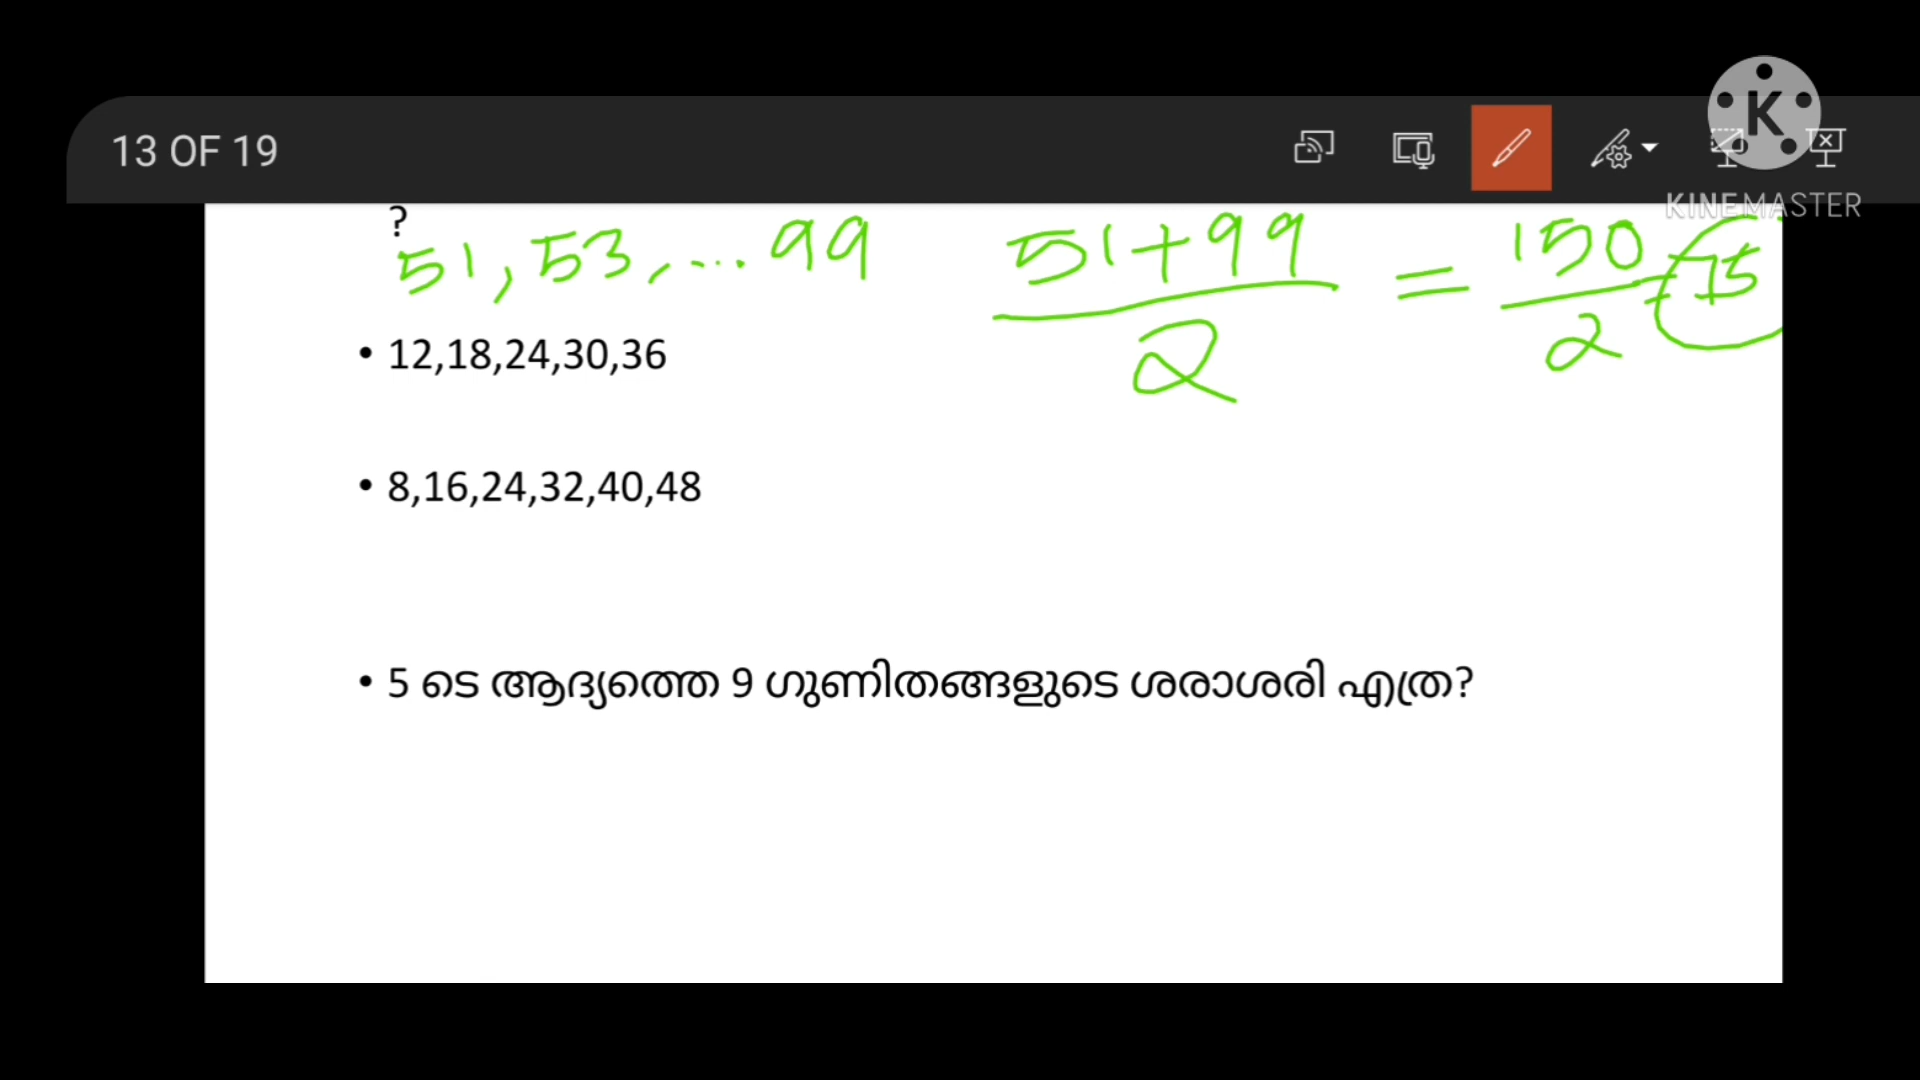 13 OF 19
K
KINEMASTER
?
51, 53, ... 99
51+99
2
=
150
2
= 75
• 12,18,24,30,36
• 8,16,24,32,40,48
• 5 ടെ ആദ്യത്തെ 9 ഗുണിതങ്ങളുടെ ശരാശരി എത്ര?